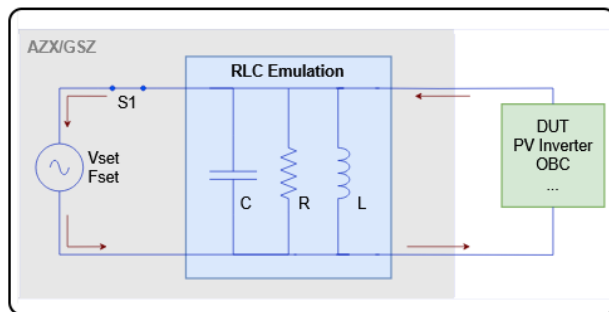 AZX/GSZ
RLC Emulation
S1
Vset
Fset
C
R
L
DUT
PV Inverter
OBC
...